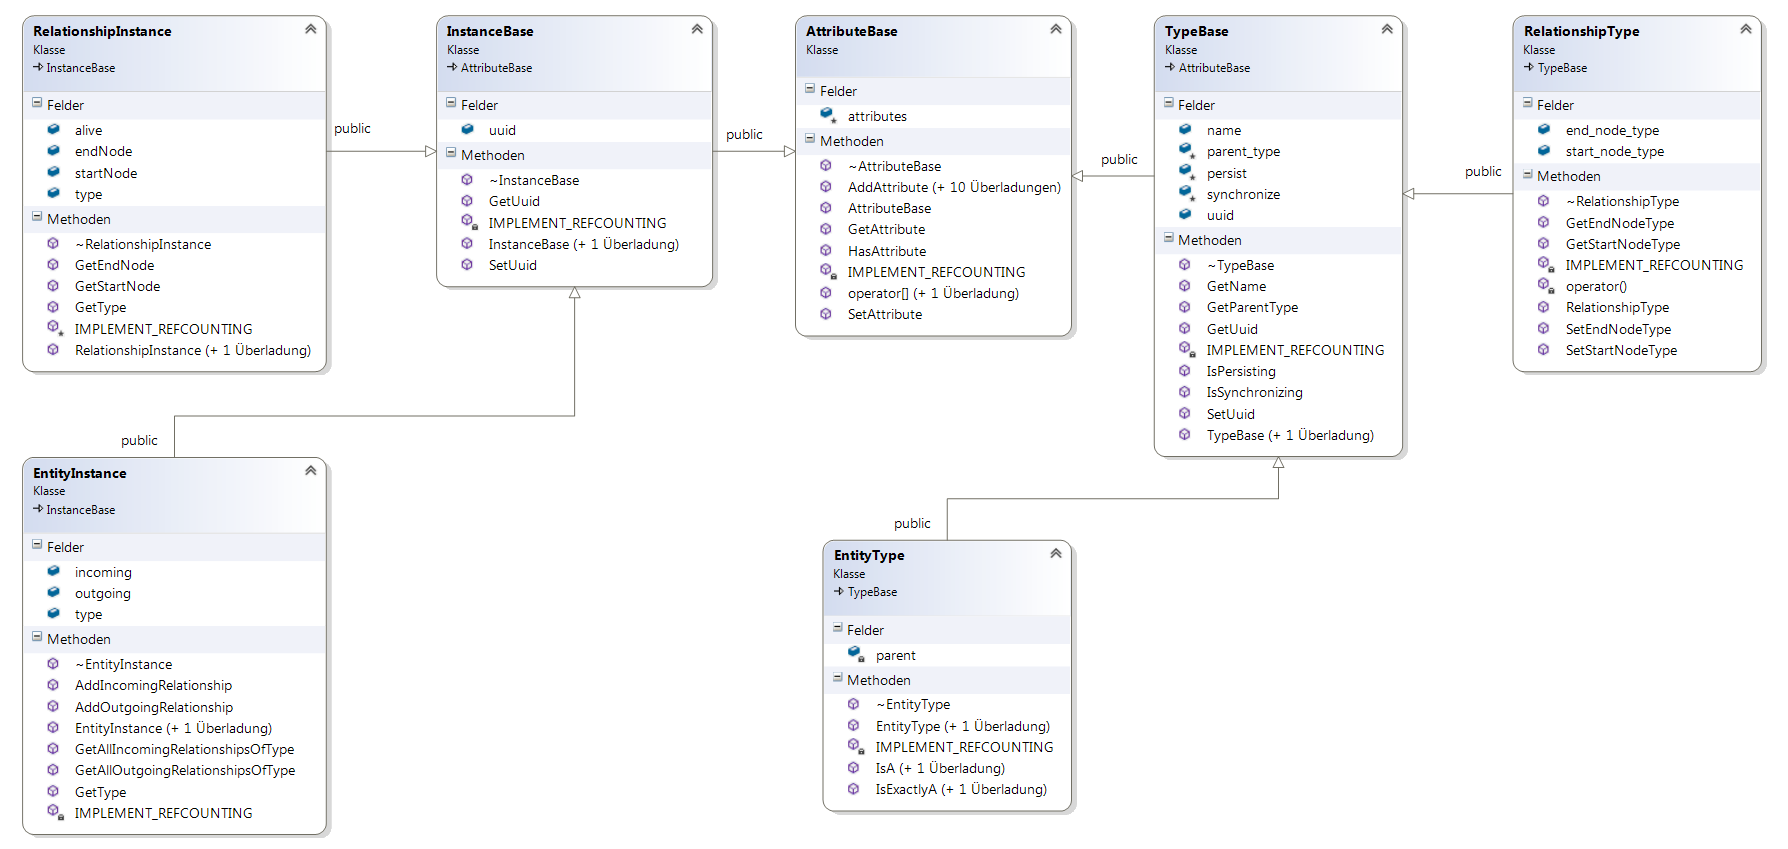 RelationshipInstance
Klasse
InstanceBase
Felder
alive
endNode
startNode
type
Methoden
~RelationshipInstance
GetEndNode
GetStartNode
GetType
IMPLEMENT_REFCOUNTING
RelationshipInstance (+ 1 Überladung)
public
InstanceBase
Klasse
AttributeBase
Felder
uuid
Methoden
~InstanceBase
GetUuid
IMPLEMENT_REFCOUNTING
InstanceBase (+ 1 Überladung)
SetUuid
public
AttributeBase
Klasse
Felder
attributes
Methoden
~AttributeBase
AddAttribute (+ 10 Überladungen)
AttributeBase
GetAttribute
HasAttribute
IMPLEMENT_REFCOUNTING
operator[] (+ 1 Überladung)
SetAttribute
public
TypeBase
Klasse
AttributeBase
Felder
name
parent_type
persist
synchronize
uuid
Methoden
~TypeBase
GetName
GetParentType
GetUuid
IMPLEMENT_REFCOUNTING
IsPersisting
IsSynchronizing
SetUuid
TypeBase (+ 1 Überladung)
public
RelationshipType
Klasse
TypeBase
Felder
end_node_type
start_node_type
Methoden
~RelationshipType
GetEndNodeType
GetStartNodeType
IMPLEMENT_REFCOUNTING
operator()
RelationshipType
SetEndNodeType
SetStartNodeType
public
EntityInstance
Klasse
InstanceBase
Felder
incoming
outgoing
type
Methoden
~EntityInstance
AddIncomingRelationship
AddOutgoingRelationship
EntityInstance (+ 1 Überladung)
GetAllIncomingRelationshipsOfType
GetAllOutgoingRelationshipsOfType
GetType
IMPLEMENT_REFCOUNTING
public
EntityType
Klasse
TypeBase
Felder
parent
Methoden
~EntityType
EntityType (+ 1 Überladung)
IMPLEMENT_REFCOUNTING
IsA (+ 1 Überladung)
IsExactlyA (+ 1 Überladung)